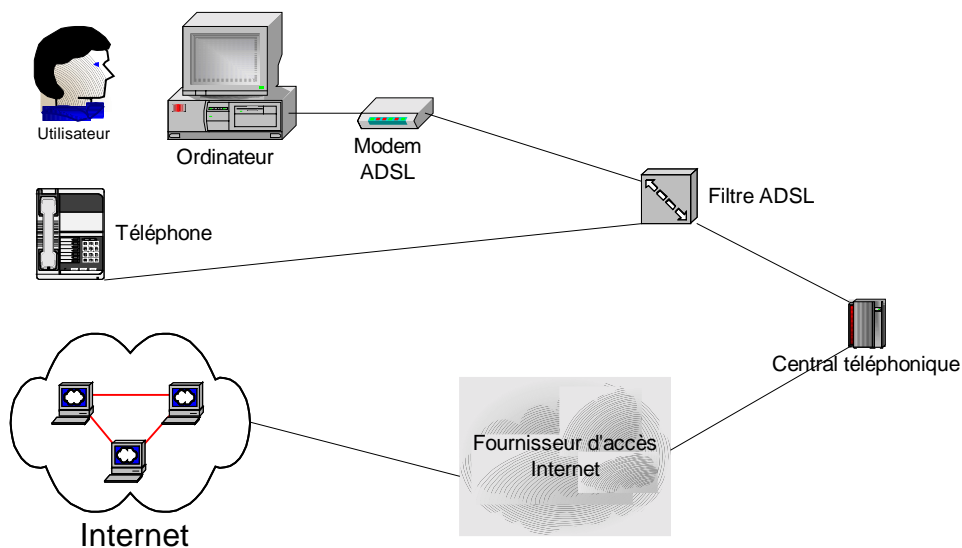 Utilisateur
Ordinateur
Modem
ADSL
Filtre ADSL
Téléphone
Central téléphonique
Fournisseur d'accès
Internet
Internet